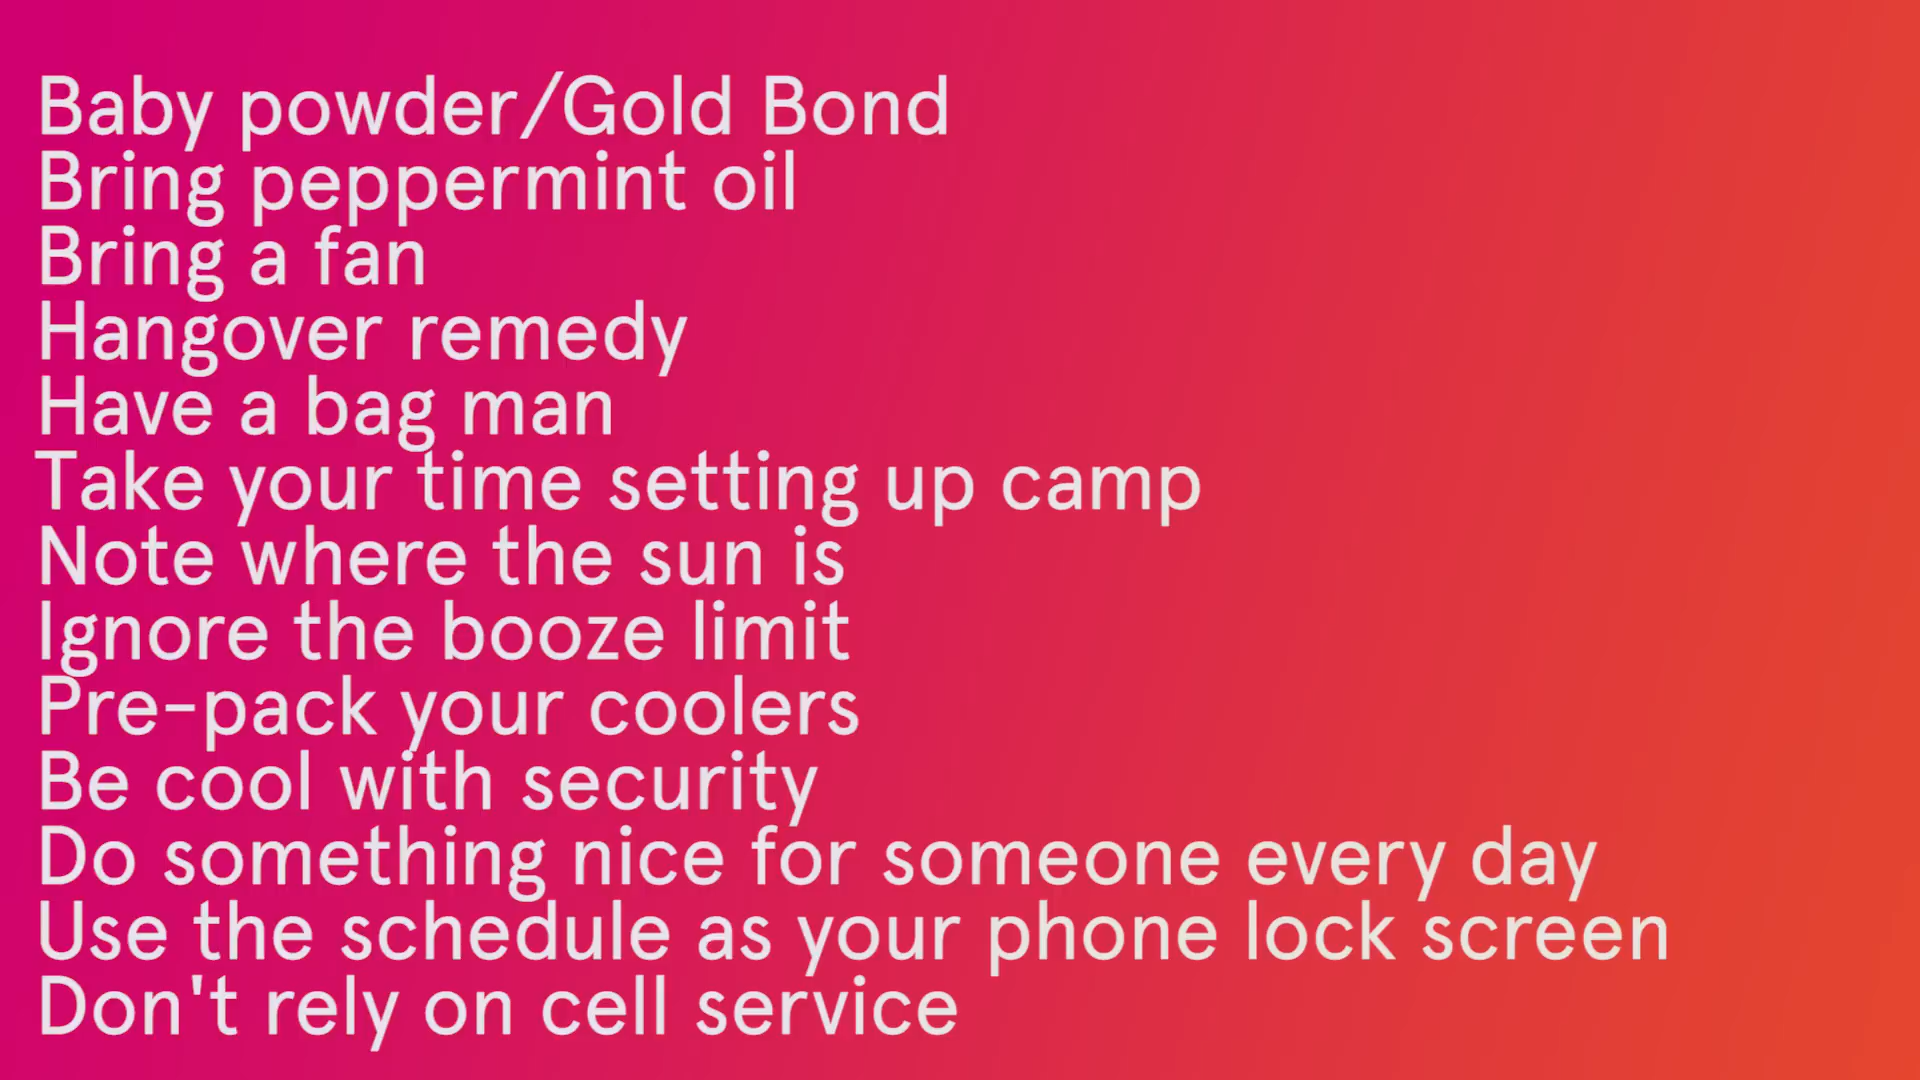 Baby powder/Gold Bond
Bring peppermint oil
Bring a fan
Hangover remedy
Have a bag man
Take your time setting up camp
Note where the sun is
Ignore the booze limit
Pre-pack your coolers
Be cool with security
Do something nice for someone every day
Use the schedule as your phone lock screen
Don't rely on cell service